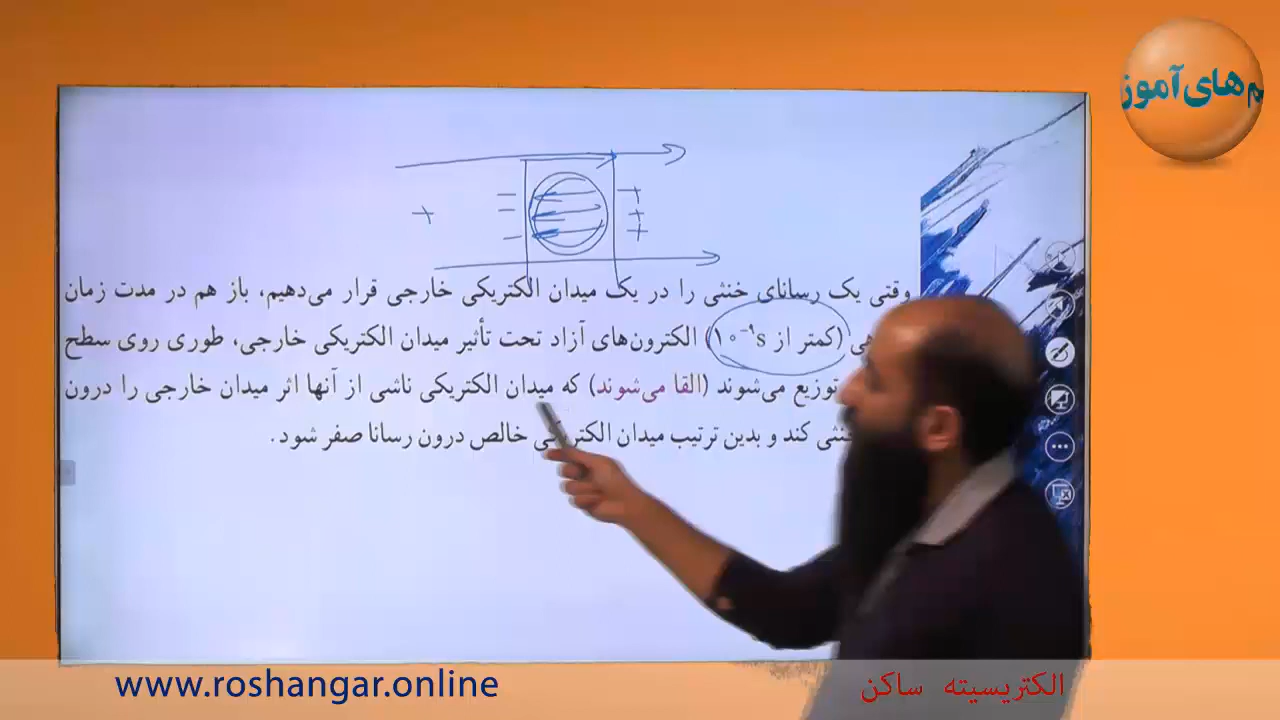 م های آموز
وقتی یک رسانای خنثی را در یک میدان الکتریکی خارجی قرار می‌دهیم، باز هم در مدت زمان
(کمتر از ۱۰⁻⁹s) الکترون‌های آزاد تحت تأثیر میدان الکتریکی خارجی، طوری روی سطح
توزیع می‌شوند (القا می‌شوند) که میدان الکتریکی ناشی از آنها اثر میدان خارجی را درون
کند و بدین ترتیب میدان الکتریکی خالص درون رسانا صفر شود.
www.roshangar.online
الکتریسیته ساکن